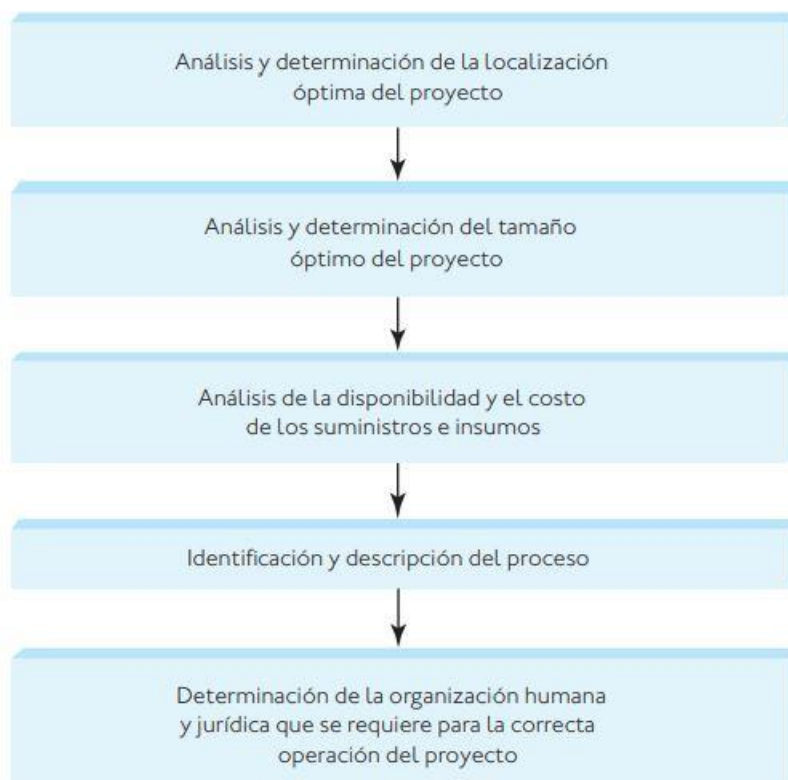 Análisis y determinación de la localización
óptima del proyecto
Análisis y determinación del tamaño
óptimo del proyecto
Análisis de la disponibilidad y el costo
de los suministros e insumos
Identificación y descripción del proceso
Determinación de la organización humana
y jurídica que se requiere para la correcta
operación del proyecto